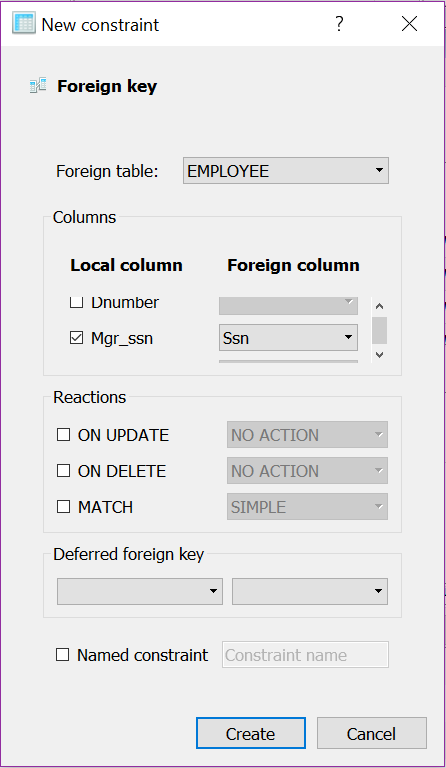 New constraint ?
Foreign key
Foreign table: EMPLOYEE
Columns
Local column Foreign column
Dnumber
Mgr_ssn Ssn
Reactions
ON UPDATE NO ACTION
ON DELETE NO ACTION
MATCH SIMPLE
Deferred foreign key
Named constraint Constraint name
Create Cancel